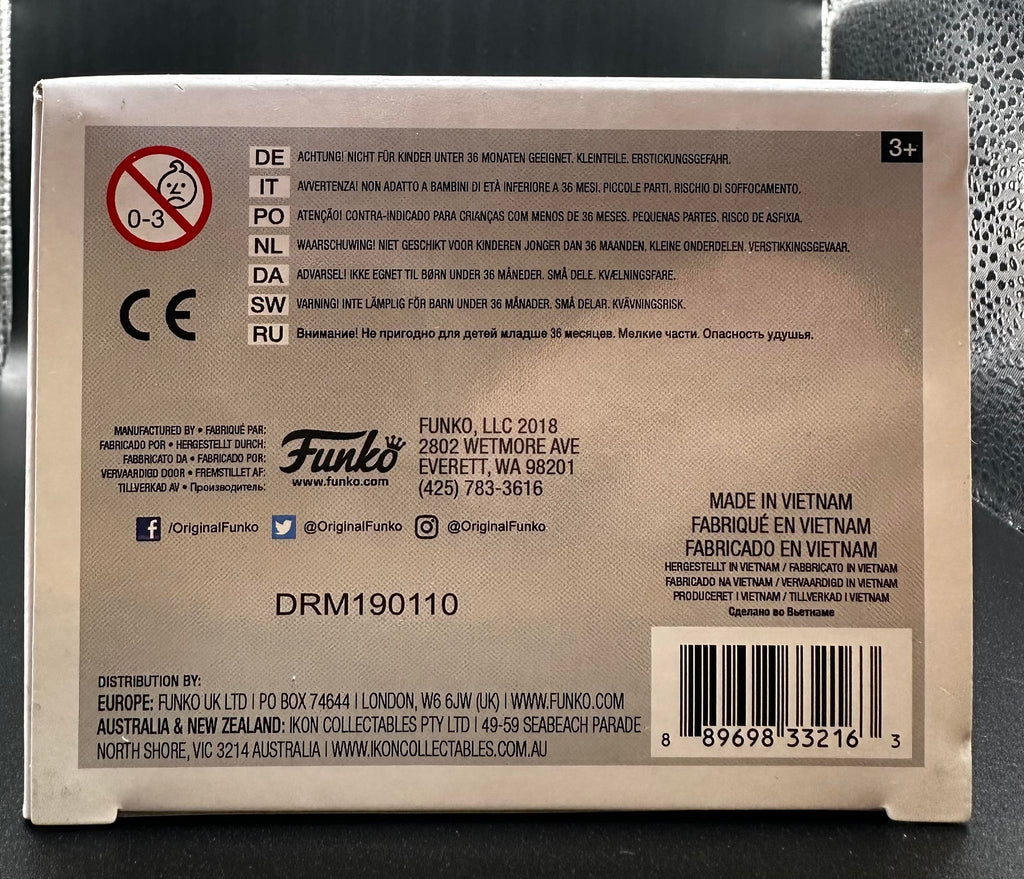 0-3
3+
DE ACHTUNG! NICHT FÜR KINDER UNTER 36 MONATEN GEEIGNET. KLEINTEILE. ERSTICKUNGSGEFAHR.
IT AVVERTENZA! NON ADATTO A BAMBINI DI ETÀ INFERIORE A 36 MESI. PICCOLE PARTI. RISCHIO DI SOFFOCAMENTO.
PO ATENÇÃO! CONTRA-INDICADO PARA CRIANÇAS COM MENOS DE 36 MESES. PEQUENAS PARTES. RISCO DE ASFIXIA.
NL WAARSCHUWING! NIET GESCHIKT VOOR KINDEREN JONGER DAN 36 MAANDEN. KLEINE ONDERDELEN. VERSTIKKINGSGEVAAR.
DA ADVARSEL! IKKE EGNET TIL BØRN UNDER 36 MÅNEDER. SMÅ DELE. KVÆLNINGSFARE.
SW VARNING! INTE LÄMPLIG FÖR BARN UNDER 36 MÅNADER. SMÅ DELAR. KVÄVNINGSRISK.
RU Внимание! Не пригодно для детей младше 36 месяцев. Мелкие части. Опасность удушья.
CE
MANUFACTURED BY • FABRIQUÉ PAR:
FABRICADO POR • HERGESTELLT DURCH:
FABBRICATO DA • FABRICADO POR:
VERVAARDIGD DOOR • FREMSTILLET AF:
TILLVERKAD AV • Производитель:
Funko
www.funko.com
FUNKO, LLC 2018
2802 WETMORE AVE
EVERETT, WA 98201
(425) 783-3616
/OriginalFunko @OriginalFunko @OriginalFunko
DRM190110
MADE IN VIETNAM
FABRIQUÉ EN VIETNAM
FABRICADO EN VIETNAM
HERGESTELLT IN VIETNAM / FABBRICATO IN VIETNAM
FABRICADO NA VIETNAM / VERVAARDIGD IN VIETNAM
PRODUCERET I VIETNAM / TILLVERKAD I VIETNAM
Сделано во Вьетнаме
DISTRIBUTION BY:
EUROPE: FUNKO UK LTD | PO BOX 74644 | LONDON, W6 6JW (UK) | WWW.FUNKO.COM
AUSTRALIA & NEW ZEALAND: IKON COLLECTABLES PTY LTD | 49-59 SEABEACH PARADE
NORTH SHORE, VIC 3214 AUSTRALIA | WWW.IKONCOLLECTABLES.COM.AU
8 89698 33216 3